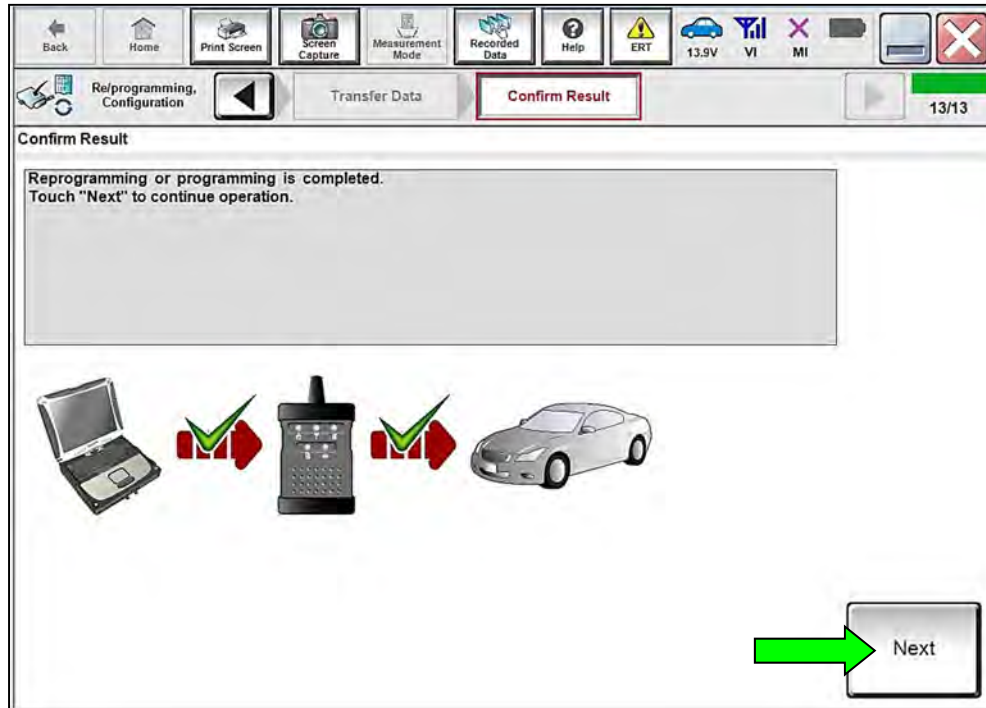 Back
Home
Print Screen
Screen
Capture
Measurement
Mode
Recorded
Data
Help
ERT
13.9V
VI
MI
Re/programming,
Configuration
Transfer Data
Confirm Result
13/13
Confirm Result
Reprogramming or programming is completed.
Touch "Next" to continue operation.
Next